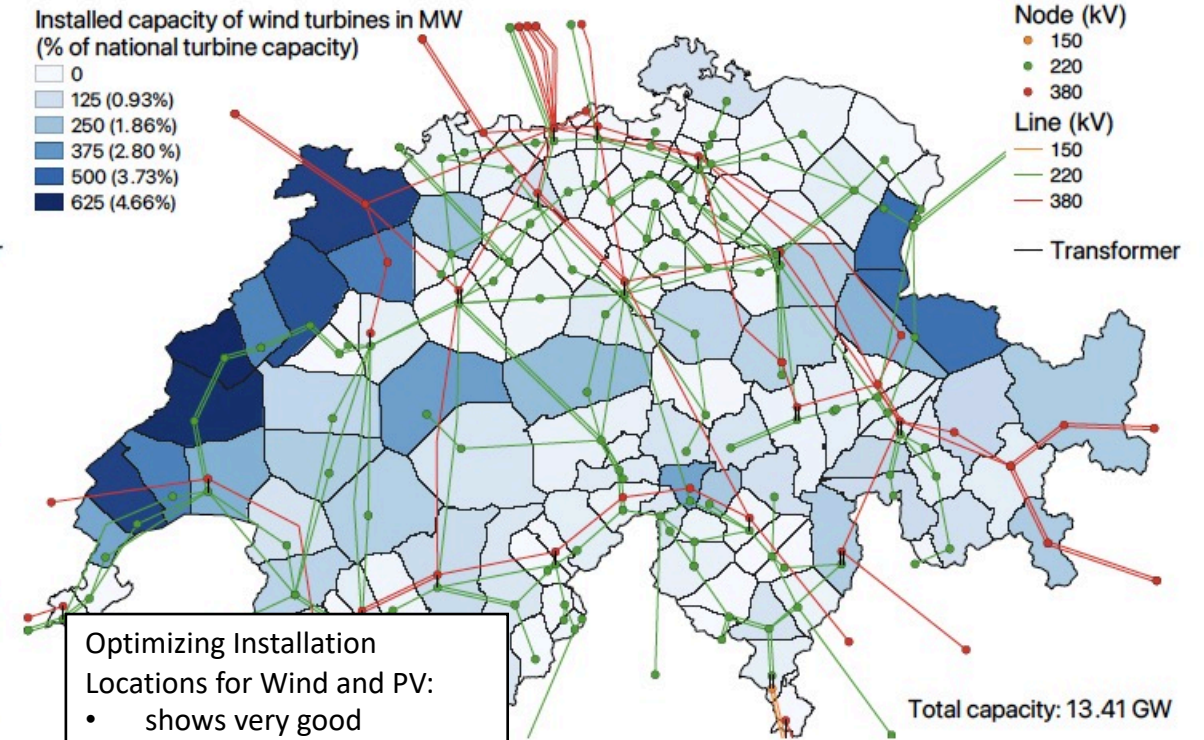 Installed capacity of wind turbines in MW
(% of national turbine capacity)
0
125 (0.93%)
250 (1.86%)
375 (2.80 %)
500 (3.73%)
625 (4.66%)
Node (kV)
150
220
380
Line (kV)
150
220
380
Transformer
Optimizing Installation
Locations for Wind and PV:
• shows very good
Total capacity: 13.41 GW